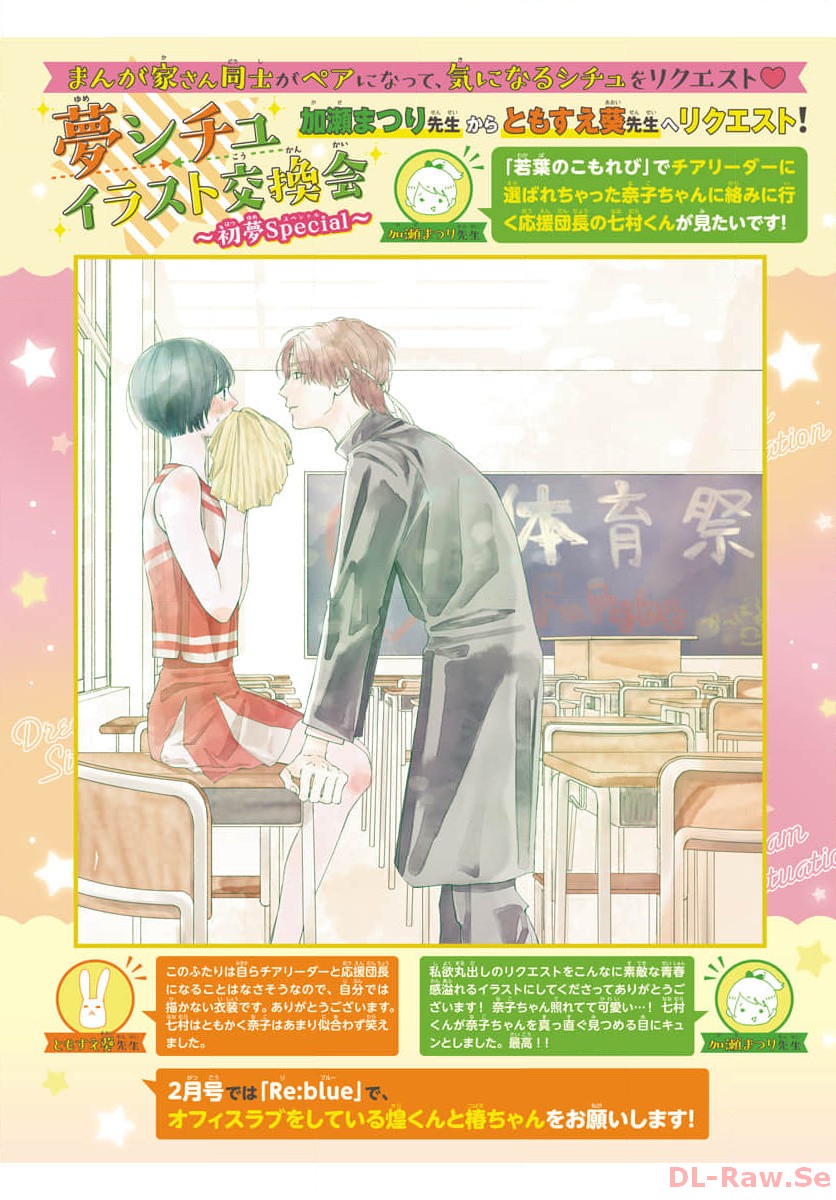 まんが家さん同士がペアになって、気になるシチュをリクエスト♥
夢シチュ
イラスト交換会
～初夢Special～
加瀬まつり先生からともすえ葵先生へリクエスト!
「若葉のこもれび」でチアリーダーに
選ばれちゃった奈子ちゃんに絡みに行
く応援団長の七村くんが見たいです!
加瀬まつり先生
体育祭
このふたりは自らチアリーダーと応援団長
になることはなさそうなので、自分では
描かない衣装です。ありがとうございます。
七村はともかく奈子はあまり似合わず笑え
ました。
ともすえ葵先生
私欲丸出しのリクエストをこんなに素敵な青春
感溢れるイラストにしてくださってありがとうご
ざいます! 奈子ちゃん照れてて可愛い…! 七村
くんが奈子ちゃんを真っ直ぐ見つめる目にキュ
ンとしました。最高!!
加瀬まつり先生
2月号では「Re:blue」で、
オフィスラブをしている煌くんと椿ちゃんをお願いします!
DL-Raw.Se